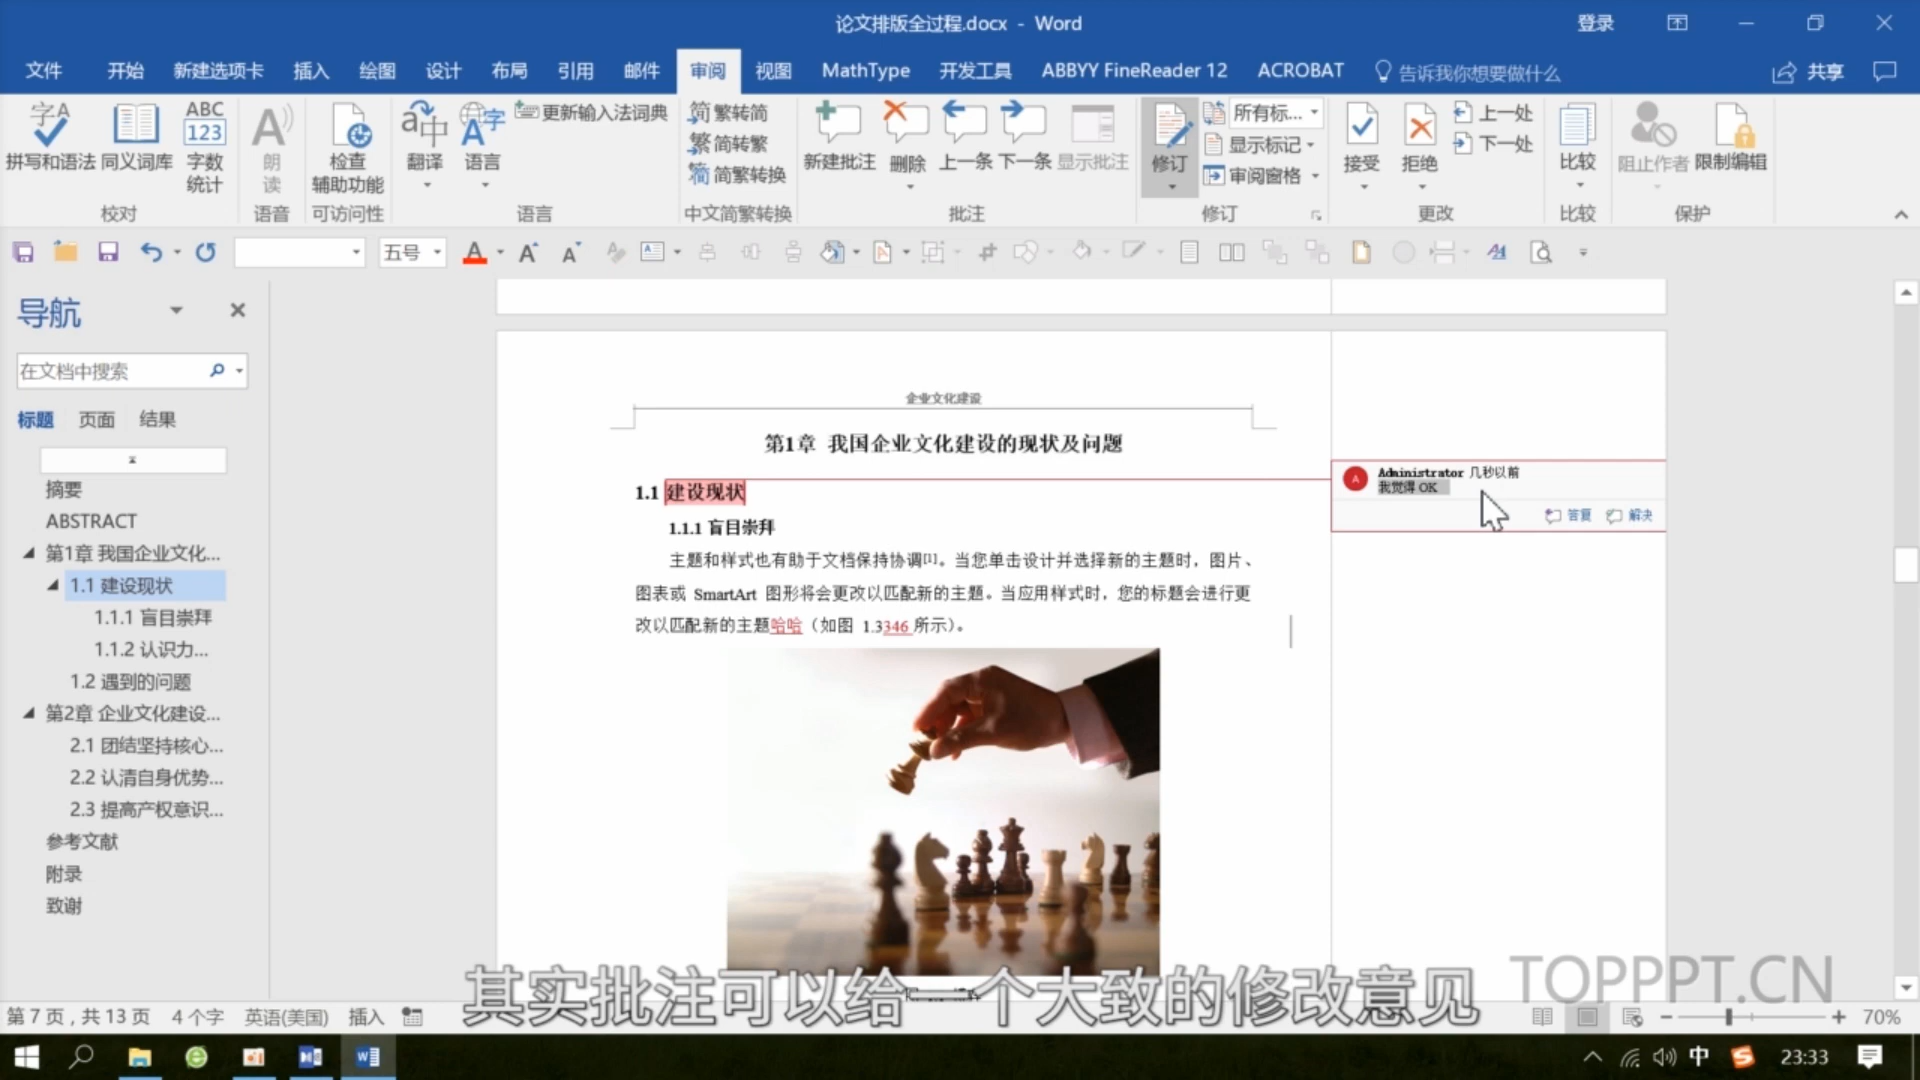 论文排版全过程.docx - Word
登录
文件 开始 新建选项卡 插入 绘图 设计 布局 引用 邮件 审阅 视图 MathType 开发工具 ABBYY FineReader 12 ACROBAT 告诉我你想要做什么 共享
拼写和语法 同义词库 ABC 123 字数统计
校对
朗读
语音
检查辅助功能
可访问性
翻译 语言 更新输入法词典
语言
繁转简
简转繁
简繁转换
中文简繁转换
新建批注 删除 上一条 下一条 显示批注
批注
修订 所有标...
显示标记
审阅窗格
修订
接受 拒绝 上一处
下一处
更改
比较
比较
阻止作者 限制编辑
保护
五号
导航
在文档中搜索
标题 页面 结果
摘要
ABSTRACT
第1章 我国企业文化...
1.1 建设现状
1.1.1 盲目崇拜
1.1.2 认识力...
1.2 遇到的问题
第2章 企业文化建设...
2.1 团结坚持核心...
2.2 认清自身优势...
2.3 提高产权意识...
参考文献
附录
致谢
企业文化建设
第1章 我国企业文化建设的现状及问题
1.1 建设现状
1.1.1 盲目崇拜
主题和样式也有助于文档保持协调[1]。当您单击设计并选择新的主题时，图片、
图表或 SmartArt 图形将会更改以匹配新的主题。当应用样式时，您的标题会进行更
改以匹配新的主题哈哈（如图 1.3346 所示）。
A Administrator 几秒以前
我觉得 OK
答复 解决
其实批注可以给一个大致的修改意见
TOPPPT.CN
第 7 页，共 13 页 4 个字 英语(美国) 插入
70%
中 23:33